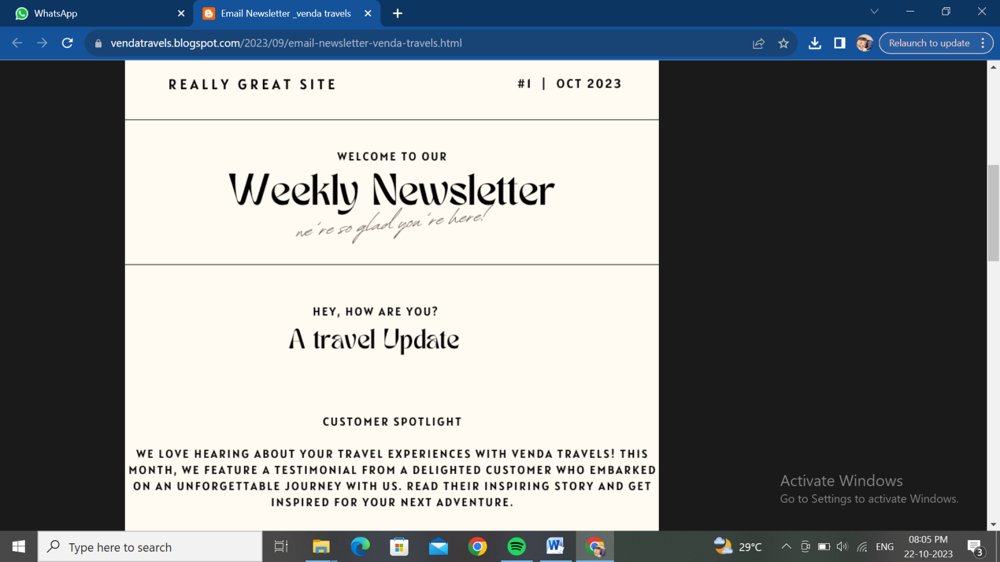 WhatsApp
Email Newsletter _venda travels
vendatravels.blogspot.com/2023/09/email-newsletter-venda-travels.html
Relaunch to update
REALLY GREAT SITE
#1 | OCT 2023
WELCOME TO OUR
Weekly Newsletter
we're so glad you're here!
HEY, HOW ARE YOU?
A travel Update
CUSTOMER SPOTLIGHT
WE LOVE HEARING ABOUT YOUR TRAVEL EXPERIENCES WITH VENDA TRAVELS! THIS
MONTH, WE FEATURE A TESTIMONIAL FROM A DELIGHTED CUSTOMER WHO EMBARKED
ON AN UNFORGETTABLE JOURNEY WITH US. READ THEIR INSPIRING STORY AND GET
INSPIRED FOR YOUR NEXT ADVENTURE.
Activate Windows
Go to Settings to activate Windows.
Type here to search
29°C
ENG
08:05 PM
22-10-2023
3